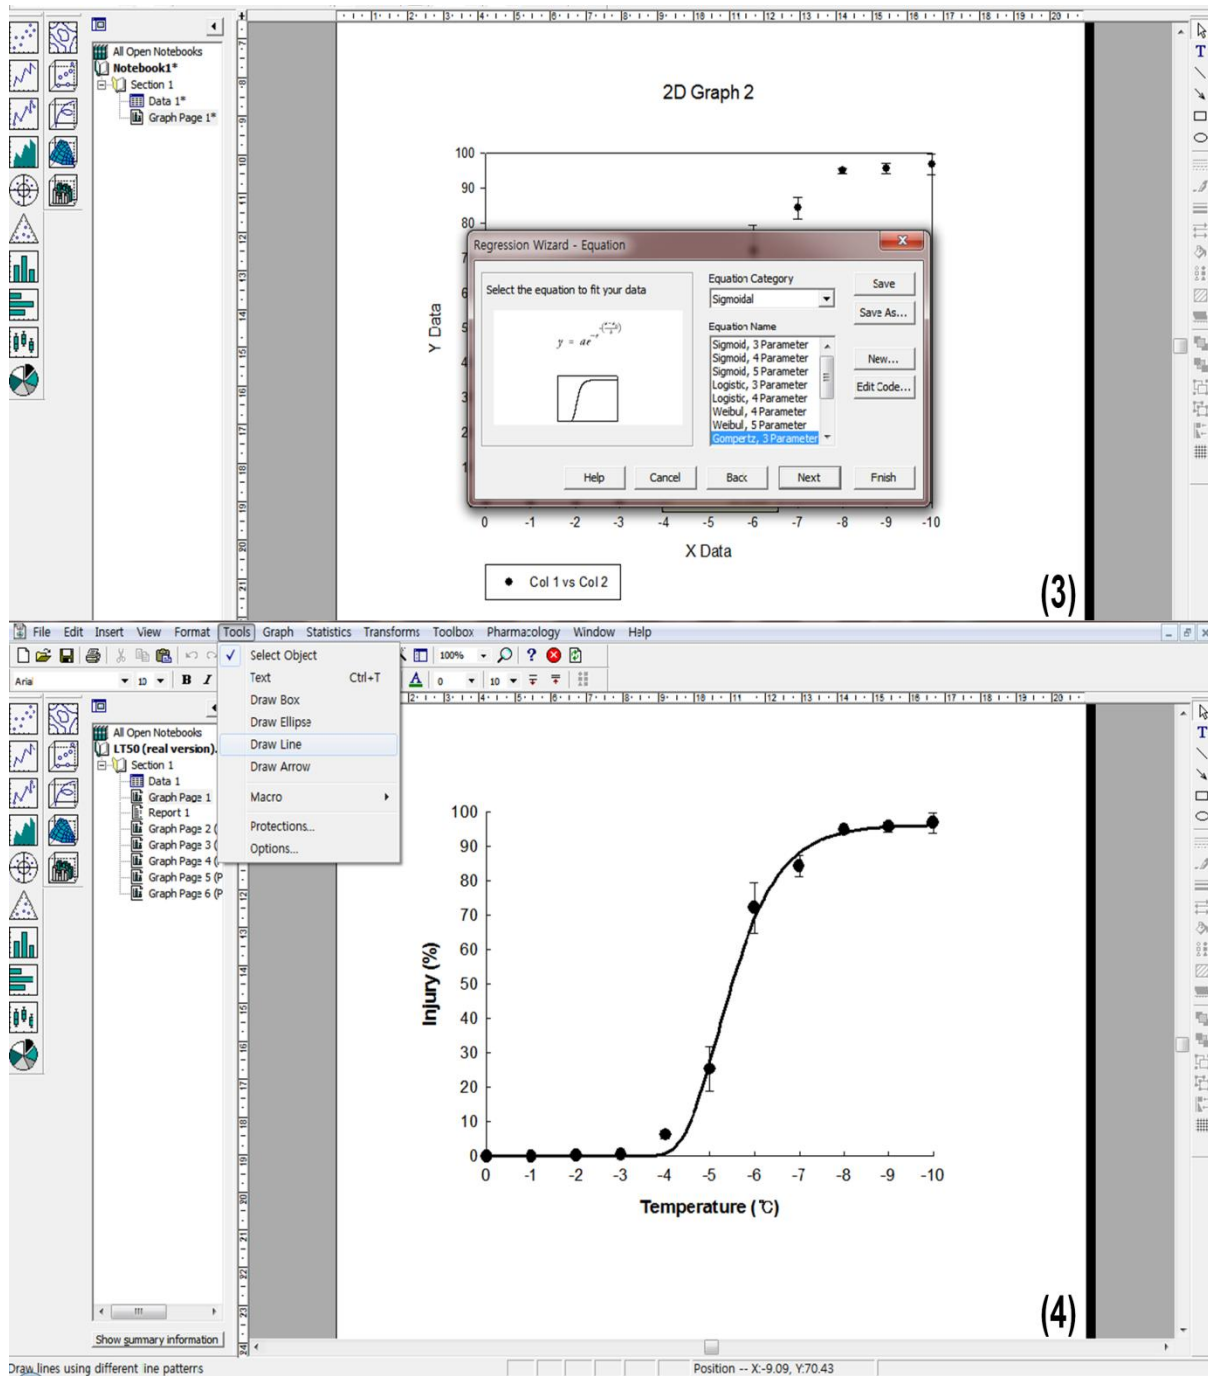 All Open Notebooks
Notebook1*
Section 1
Data 1*
Graph Page 1*
2D Graph 2
100
90
80
Y Data
Regression Wizard - Equation
Select the equation to fit your data
Equation Category
Sigmoidal
Equation Name
Sigmoid, 3 Parameter
Sigmoid, 4 Parameter
Sigmoid, 5 Parameter
Logistic, 3 Parameter
Logistic, 4 Parameter
Weibul, 4 Parameter
Weibul, 5 Parameter
Gompertz, 3 Parameter
Save
Save As...
New...
Edit Code...
Help
Cancel
Back
Next
Finish
0 -1 -2 -3 -4 -5 -6 -7 -8 -9 -10
X Data
Col 1 vs Col 2
(3)
File Edit Insert View Format Tools Graph Statistics Transforms Toolbox Pharmacology Window Help
100%
Arial 10 B I
0 10
Select Object
Text Ctrl+T
Draw Box
Draw Ellipse
Draw Line
Draw Arrow
Macro
Protections...
Options...
All Open Notebooks
LT50 (real version).
Section 1
Data 1
Graph Page 1
Report 1
Graph Page 2 (
Graph Page 3 (
Graph Page 4 (
Graph Page 5 (P
Graph Page 6 (P
Show summary information
100
90
80
70
60
50
40
30
20
10
0
Injury (%)
0 -1 -2 -3 -4 -5 -6 -7 -8 -9 -10
Temperature (℃)
(4)
Draw lines using different line patterns
Position -- X:-9.09, Y:70.43